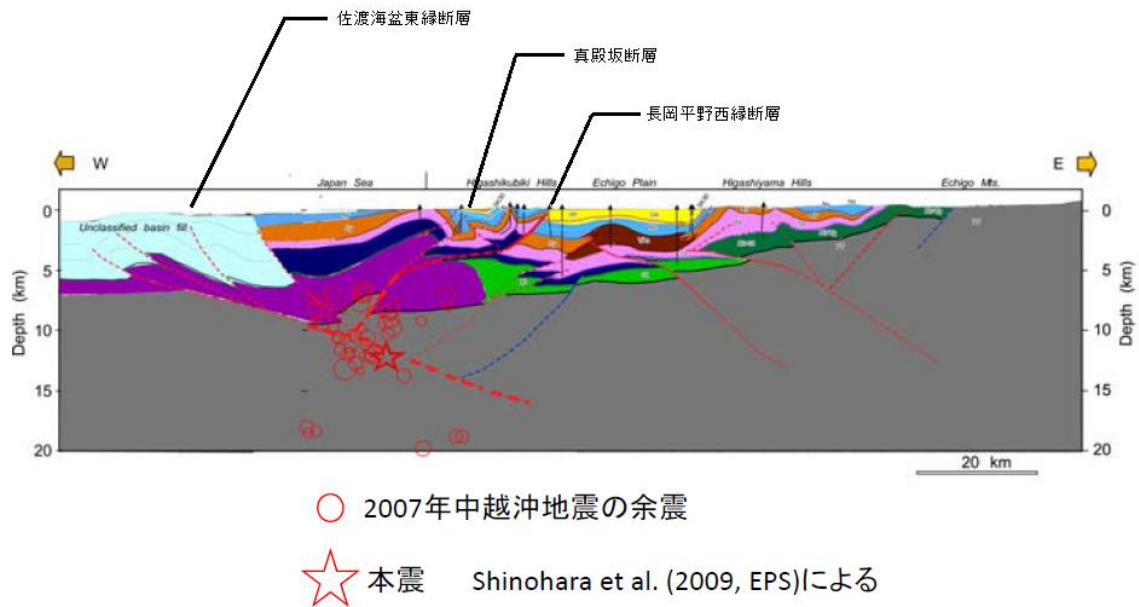 佐渡海盆東縁断層
真殿坂断層
長岡平野西縁断層
W
E
Japan Sea
Higashikubiki Hills
Echigo Plain
Higashiyama Hills
Echigo Mts.
Unclassified basin fill
Depth (km)
0
5
10
15
20
Depth (km)
0
5
10
15
20
20 km
2007年中越沖地震の余震
本震 Shinohara et al. (2009, EPS)による